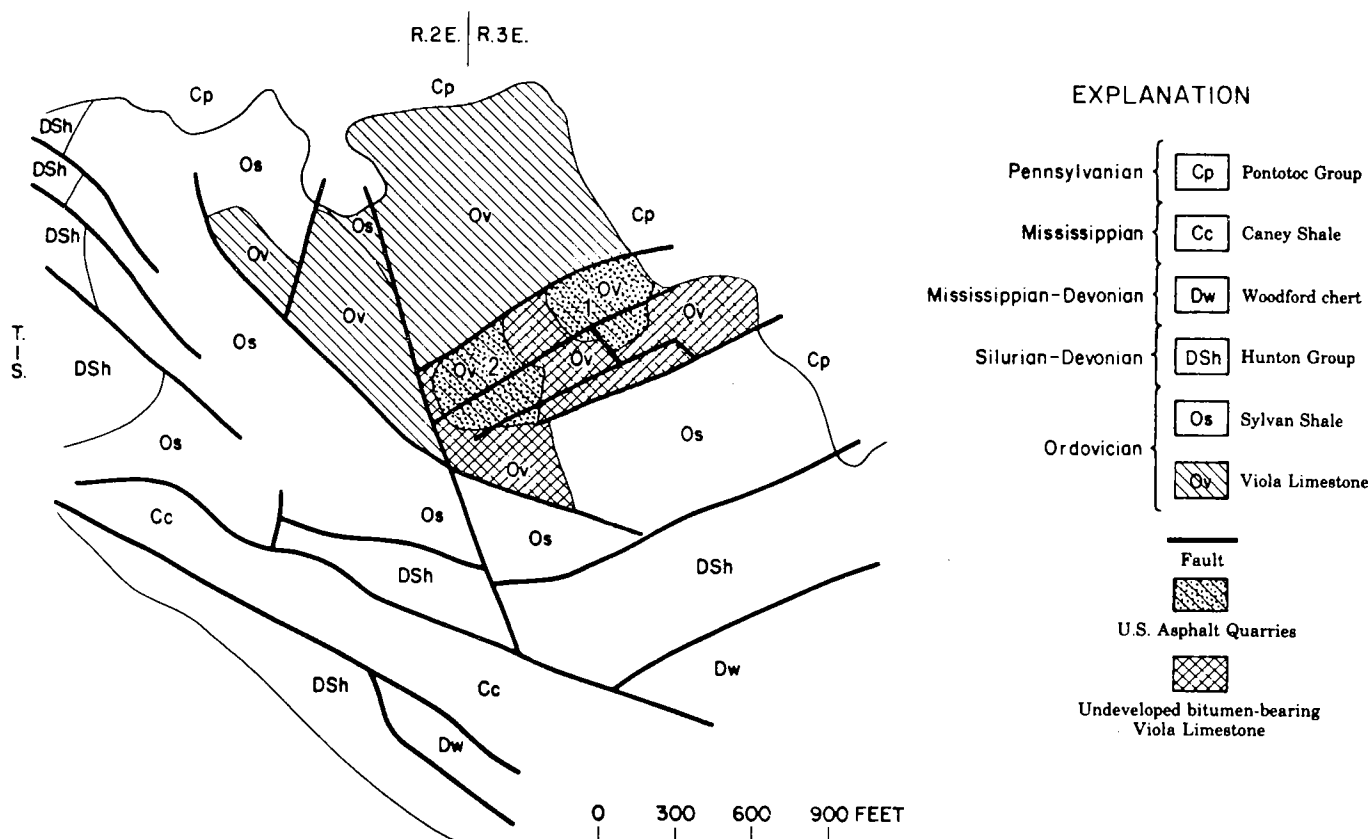 R.2E. R.3E.
Cp Cp
DSh
DSh Os
Ov Os Cp
DSh
Ov Ov
1
Ov Ov
T.
1
S.
Os
DSh
Ov 2 Ov
Cp
Os
Os
Ov
Cc
Os
Os
DSh DSh
Dw
DSh Cc
Dw
0 300 600 900 FEET
EXPLANATION
Pennsylvanian Cp Pontotoc Group
Mississippian Cc Caney Shale
Mississippian-Devonian Dw Woodford chert
Silurian-Devonian DSh Hunton Group
Ordovician
Os Sylvan Shale
Ov Viola Limestone
Fault
U.S. Asphalt Quarries
Undeveloped bitumen-bearing
Viola Limestone